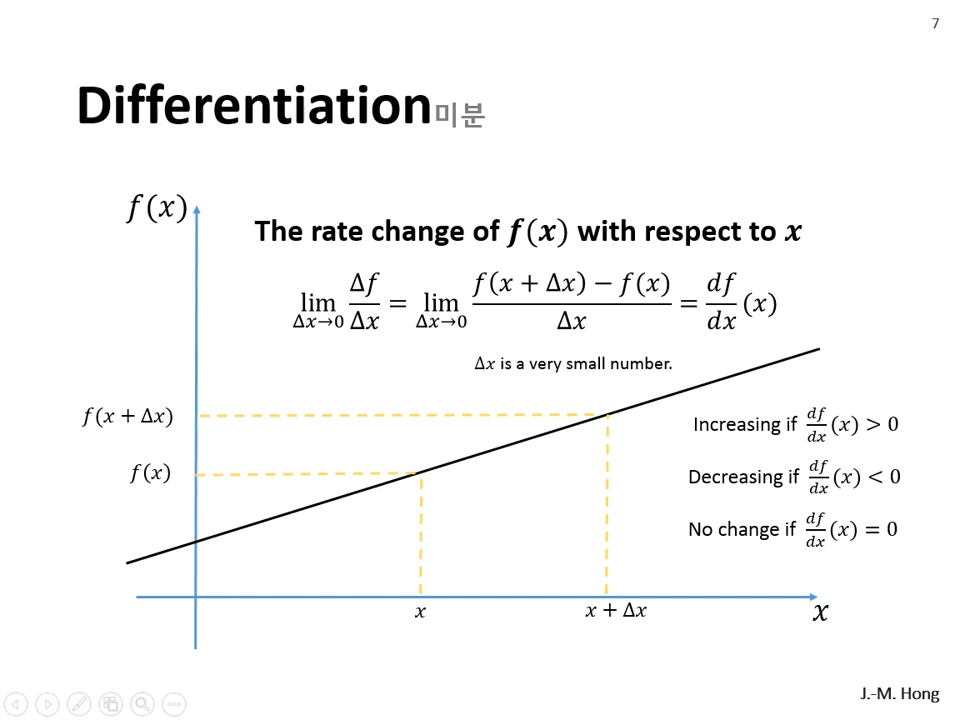 7
Differentiation미분
f(x)
The rate change of f(x) with respect to x
lim Δx→0 Δf/Δx = lim Δx→0 (f(x + Δx) − f(x))/Δx = df/dx (x)
Δx is a very small number.
f(x + Δx)
Increasing if df/dx (x) > 0
f(x)
Decreasing if df/dx (x) < 0
No change if df/dx (x) = 0
x
x + Δx
x
J.-M. Hong